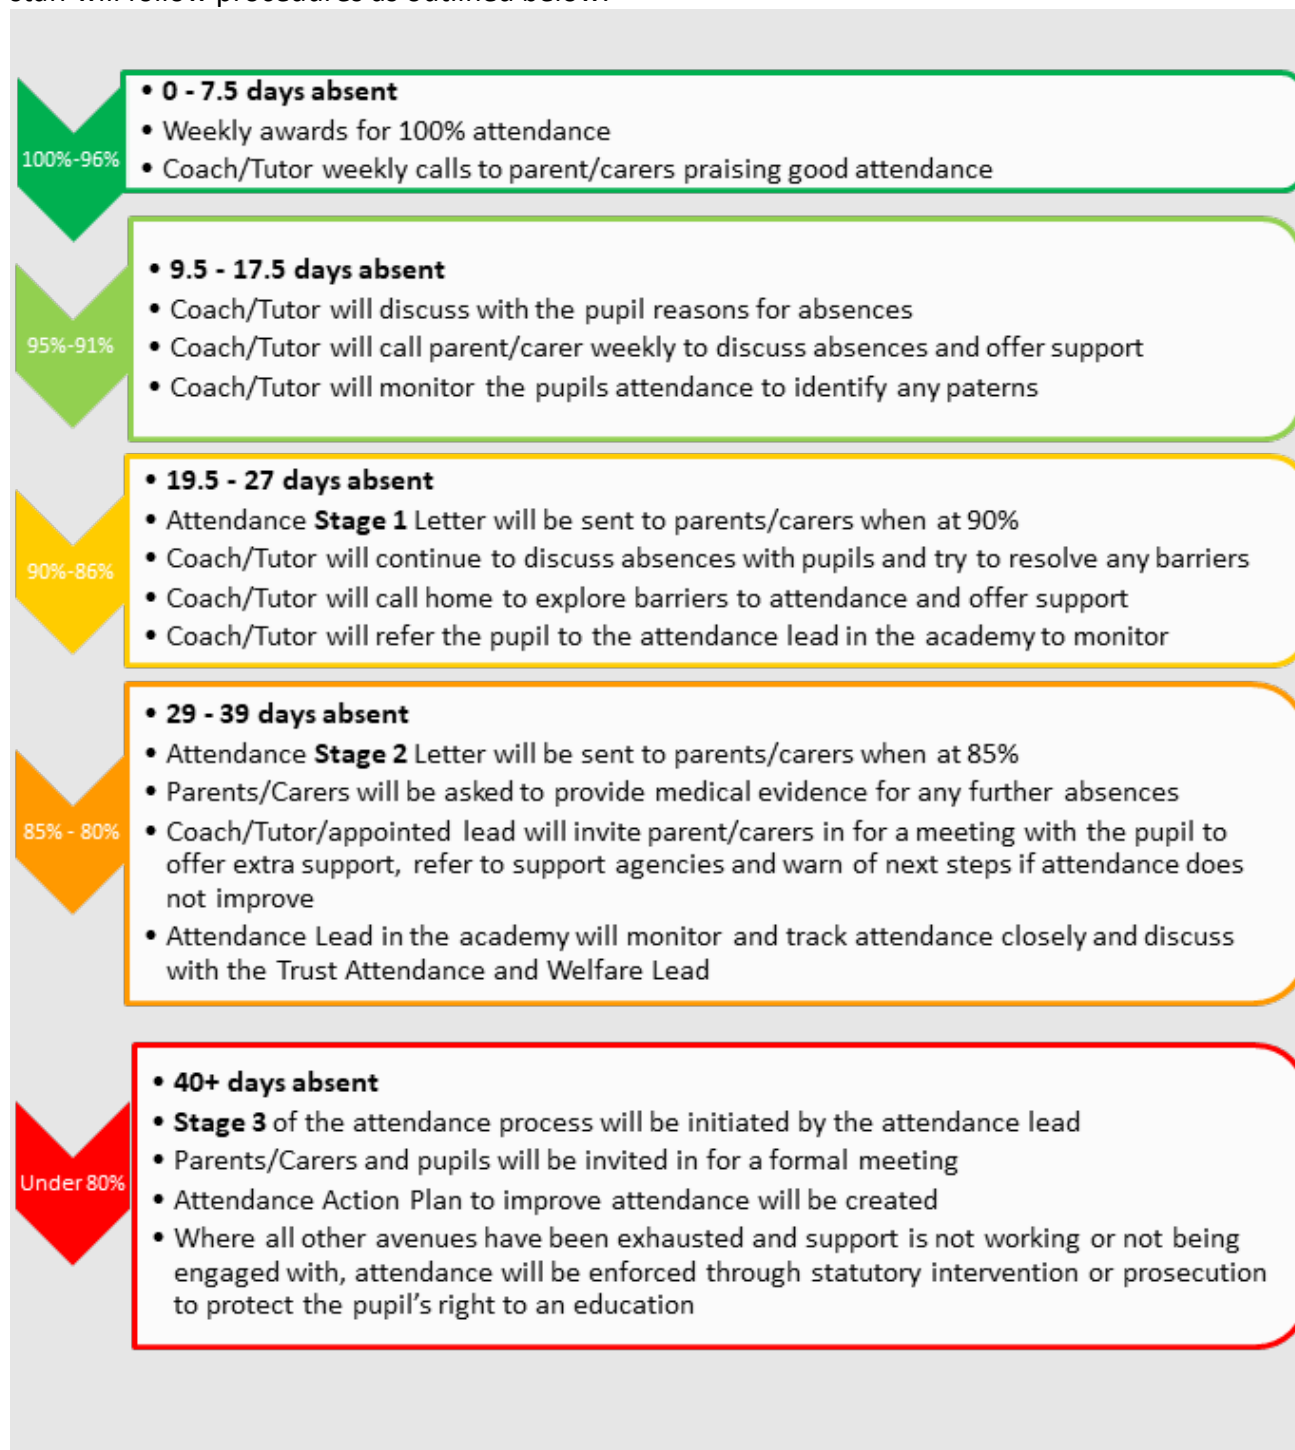 staff will follow procedures as outlined below:
100%-96%
• 0 - 7.5 days absent
• Weekly awards for 100% attendance
• Coach/Tutor weekly calls to parent/carers praising good attendance
95%-91%
• 9.5 - 17.5 days absent
• Coach/Tutor will discuss with the pupil reasons for absences
• Coach/Tutor will call parent/carer weekly to discuss absences and offer support
• Coach/Tutor will monitor the pupils attendance to identify any paterns
90%-86%
• 19.5 - 27 days absent
• Attendance Stage 1 Letter will be sent to parents/carers when at 90%
• Coach/Tutor will continue to discuss absences with pupils and try to resolve any barriers
• Coach/Tutor will call home to explore barriers to attendance and offer support
• Coach/Tutor will refer the pupil to the attendance lead in the academy to monitor
85% - 80%
• 29 - 39 days absent
• Attendance Stage 2 Letter will be sent to parents/carers when at 85%
• Parents/Carers will be asked to provide medical evidence for any further absences
• Coach/Tutor/appointed lead will invite parent/carers in for a meeting with the pupil to
offer extra support, refer to support agencies and warn of next steps if attendance does
not improve
• Attendance Lead in the academy will monitor and track attendance closely and discuss
with the Trust Attendance and Welfare Lead
Under 80%
• 40+ days absent
• Stage 3 of the attendance process will be initiated by the attendance lead
• Parents/Carers and pupils will be invited in for a formal meeting
• Attendance Action Plan to improve attendance will be created
• Where all other avenues have been exhausted and support is not working or not being
engaged with, attendance will be enforced through statutory intervention or prosecution
to protect the pupil's right to an education